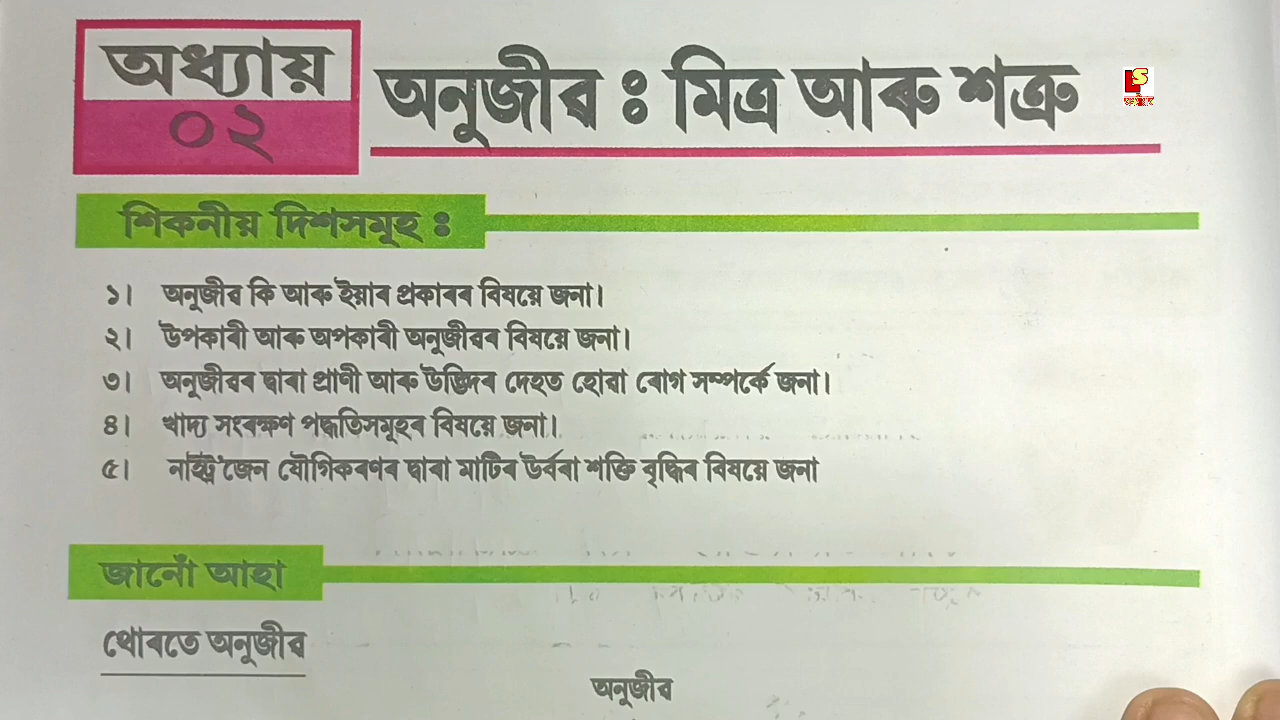 অধ্যায়
০২
অনুজীৱ ঃ মিত্ৰ আৰু শত্ৰু
শিকনীয় দিশসমূহ ঃ
১। অনুজীৱ কি আৰু ইয়াৰ প্ৰকাৰৰ বিষয়ে জনা।
২। উপকাৰী আৰু অপকাৰী অনুজীৱৰ বিষয়ে জনা।
৩। অনুজীৱৰ দ্বাৰা প্ৰাণী আৰু উদ্ভিদৰ দেহত হোৱা ৰোগ সম্পৰ্কে জনা।
৪। খাদ্য সংৰক্ষণ পদ্ধতিসমূহৰ বিষয়ে জনা।
৫। নাইট্ৰ'জেন যৌগিকৰণৰ দ্বাৰা মাটিৰ উৰ্বৰা শক্তি বৃদ্ধিৰ বিষয়ে জনা
জানোঁ আহা
থোৰতে অনুজীৱ
অনুজীৱ